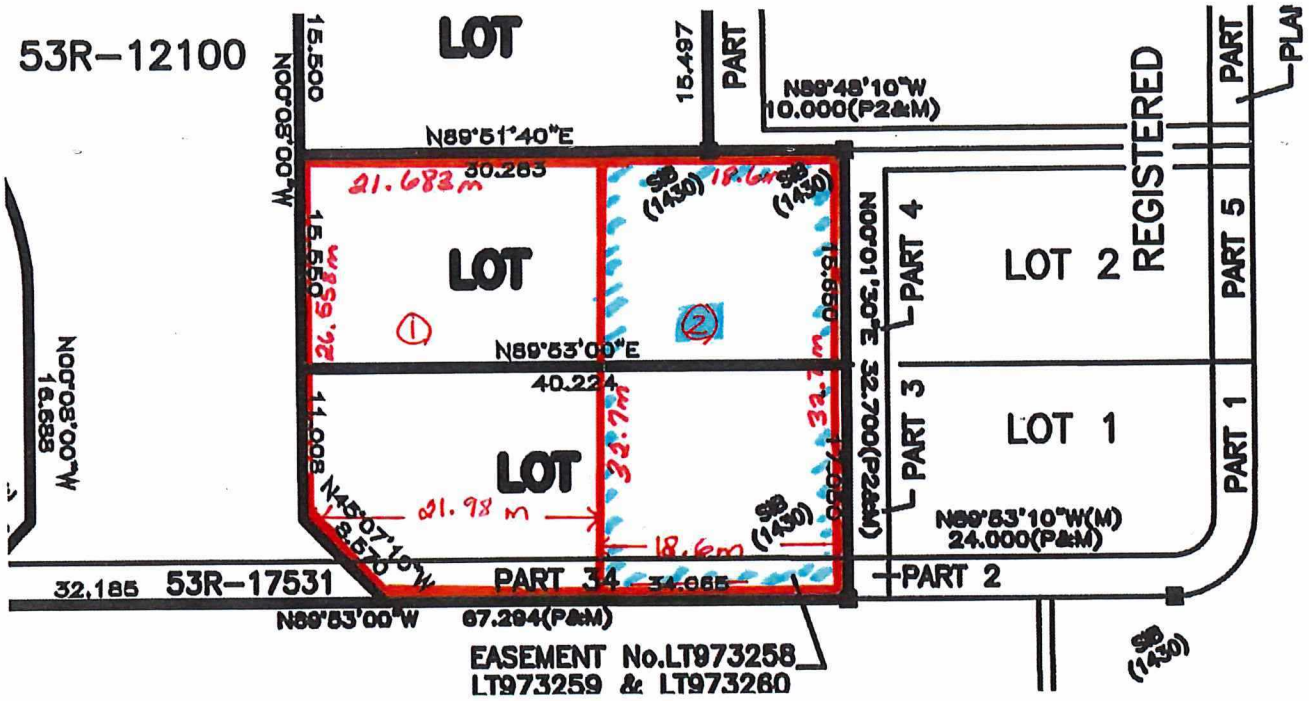 53R-12100
15.500
N00°08'00"W
LOT
15.497
PART
N89°48'10"W
10.000(P2&M)
REGISTERED
PART
N89°51'40"E
30.283
21.683m
18.6m
SIB
(1430)
SIB
(1430)
15.550
26.558m
LOT
1
2
N00°01'30"E 32.700(P2&M)
PART 4
LOT 2
PART 5
N89°53'00"E
40.224
N00°08'00"W
16.688
11.008
LOT
32.7m
PART 3
LOT 1
PART 1
N45°07'10"W
8.570
21.98 m
18.6m
SIB
(1430)
N89°53'10"W(M)
24.000(P&M)
32.185
53R-17531
PART 34
34.065
PART 2
N89°53'00"W
67.294(P&M)
EASEMENT No.LT973258
LT973259 & LT973260
SIB
(1430)